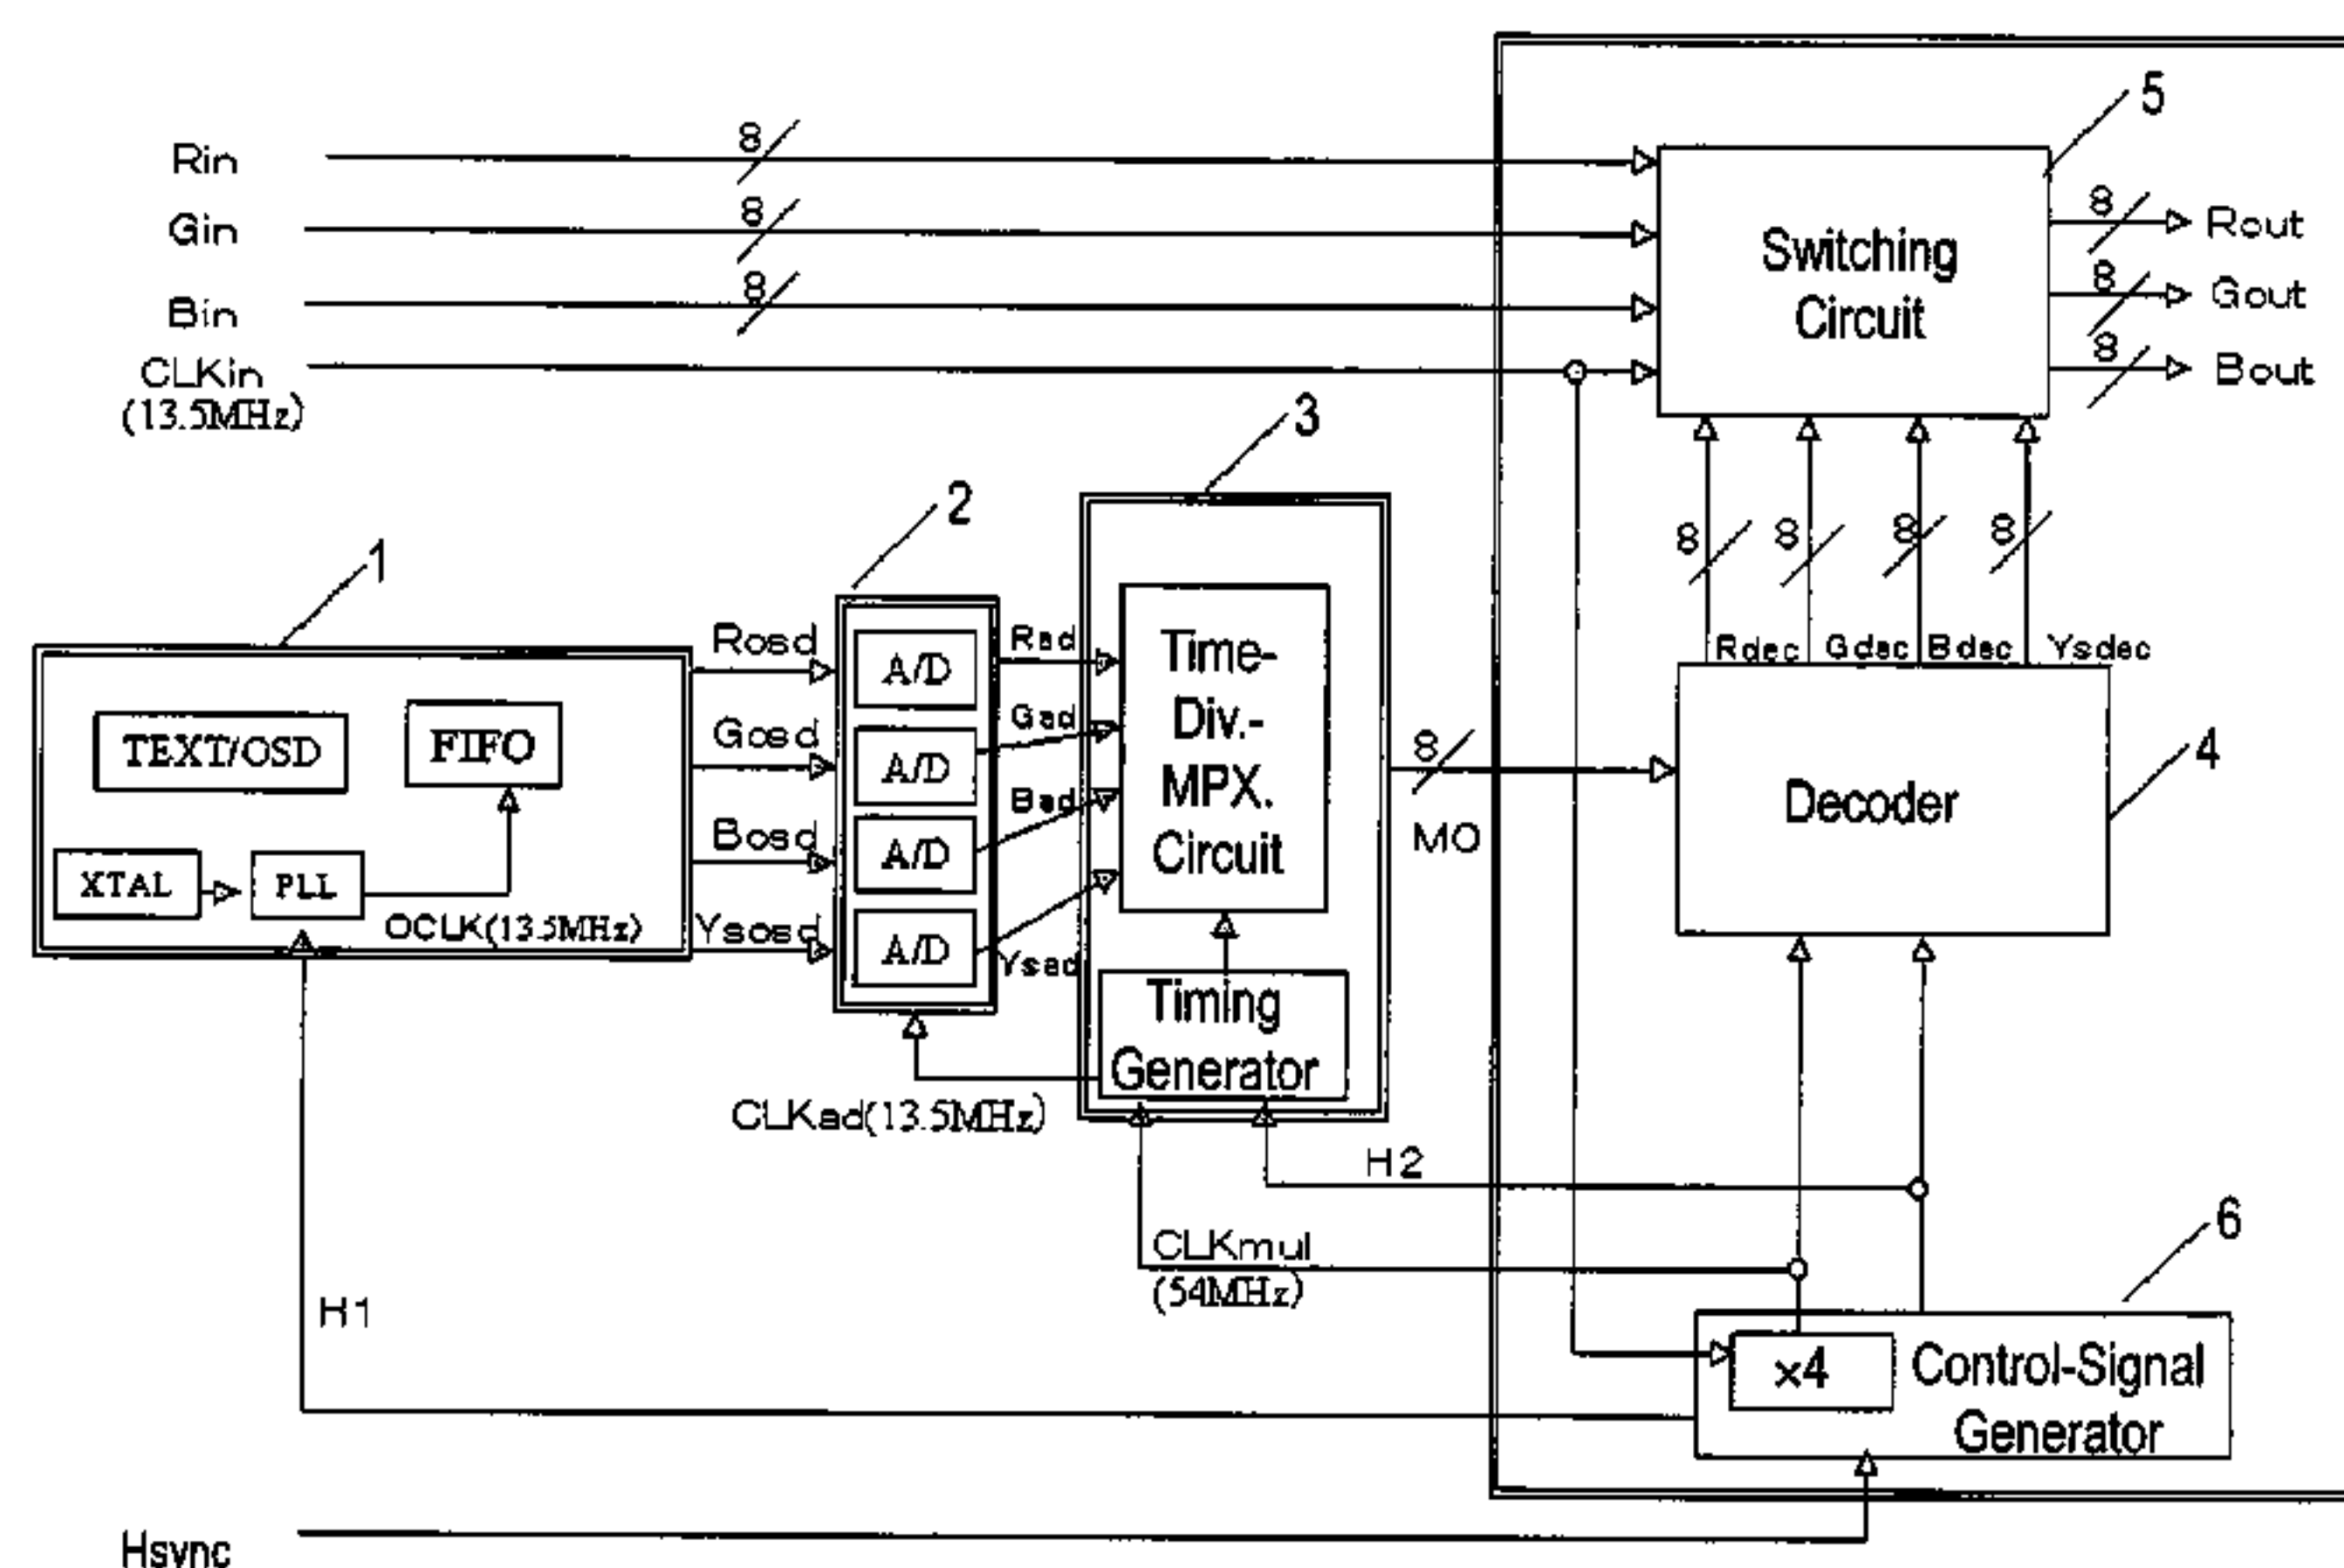 5
Rin
8
Gin
8
Bin
8
CLKin
(13.5MHz)
Switching
Circuit
8
Rout
8
Gout
8
Bout
3
2
1
8
8
8
8
Rosd
Gosd
Bosd
Ysosd
A/D
A/D
A/D
A/D
Rad
Gad
Bad
Ysad
Time-
Div.-
MPX.
Circuit
TEXT/OSD
FIFO
XTAL
PLL
OCLK(13.5MHz)
8
MO
Rdec
Gdec
Bdec
Ysdec
4
Decoder
Timing
Generator
CLKad(13.5MHz)
H2
CLKmul
(54MHz)
6
H1
×4
Control-Signal
Generator
Hsync